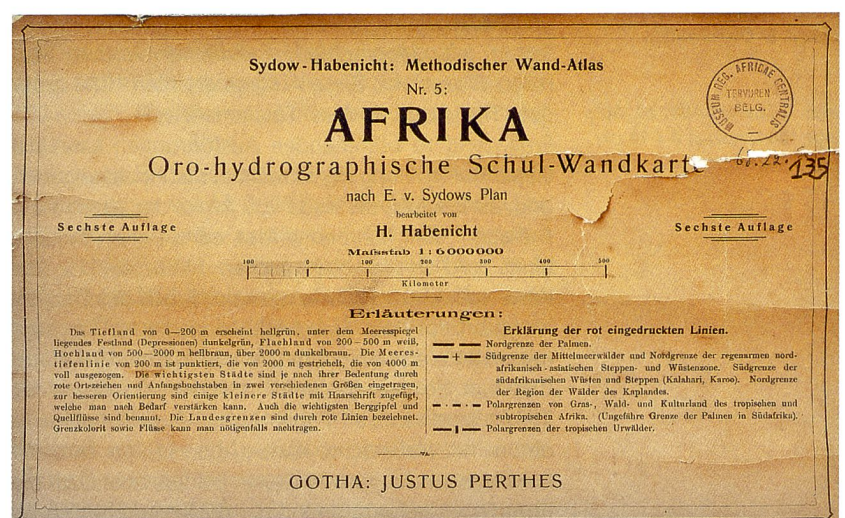 Sydow-Habenicht: Methodischer Wand-Atlas
Nr. 5:
AFRIKA
Oro-hydrographische Schul-Wandkarte
nach E. v. Sydows Plan
bearbeitet von
H. Habenicht
Sechste Auflage
Sechste Auflage
MUSEUM REG. AFRICAE CENTRALIS
TERVUREN
BELG.
135
Maſsstab 1:6000000
100 0 100 200 300 400 500
Kilometer
Erläuterungen:
Das Tiefland von 0—200 m erscheint hellgrün, unter dem Meeresspiegel
liegendes Festland (Depressionen) dunkelgrün, Flachland von 200–500 m weiß,
Hochland von 500–2000 m hellbraun, über 2000 m dunkelbraun. Die Meeres-
tiefenlinie von 200 m ist punktiert, die von 2000 m gestrichelt, die von 4000 m
voll ausgezogen. Die wichtigsten Städte sind je nach ihrer Bedeutung durch
rote Ortszeichen und Anfangsbuchstaben in zwei verschiedenen Größen eingetragen,
zur besseren Orientierung sind einige kleinere Städte mit Haarschrift zugefügt,
welche man nach Bedarf verstärken kann. Auch die wichtigsten Berggipfel und
Quellflüsse sind benannt. Die Landesgrenzen sind durch rote Linien bezeichnet.
Grenzkolorit sowie Flüsse kann man nötigenfalls nachtragen.
Erklärung der rot eingedruckten Linien.
Nordgrenze der Palmen.
Südgrenze der Mittelmeerwälder und Nordgrenze der regenarmen nord-
afrikanisch-asiatischen Steppen- und Wüstenzone. Südgrenze der
südafrikanischen Wüsten und Steppen (Kalahari, Karoo). Nordgrenze
der Region der Wälder des Kaplandes.
Polargrenzen von Gras-, Wald- und Kulturland des tropischen und
subtropischen Afrika. (Ungefähre Grenze der Palmen in Südafrika).
Polargrenzen der tropischen Urwälder.
GOTHA: JUSTUS PERTHES